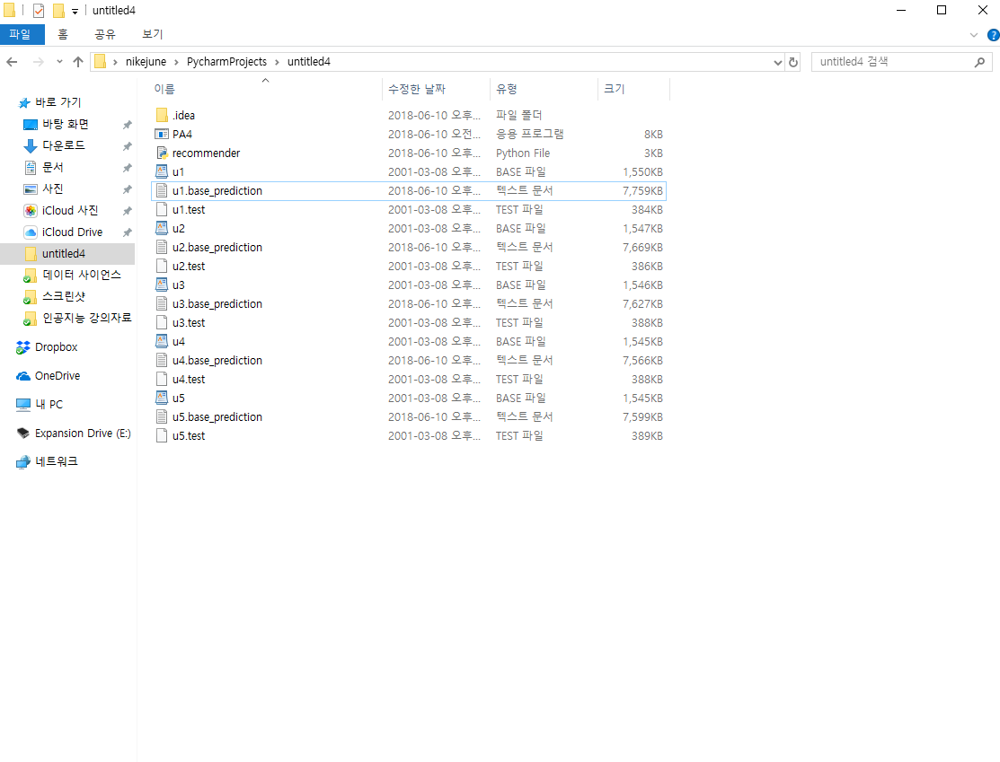 untitled4
파일 홈 공유 보기
nikejune PycharmProjects untitled4 untitled4 검색
바로 가기
바탕 화면
다운로드
문서
사진
iCloud 사진
iCloud Drive
untitled4
데이터 사이언스
스크린샷
인공지능 강의자료
Dropbox
OneDrive
내 PC
Expansion Drive (E:)
네트워크
이름 수정한 날짜 유형 크기
.idea 2018-06-10 오후... 파일 폴더
PA4 2018-06-10 오전... 응용 프로그램 8KB
recommender 2018-06-10 오후... Python File 3KB
u1 2001-03-08 오후... BASE 파일 1,550KB
u1.base_prediction 2018-06-10 오후... 텍스트 문서 7,759KB
u1.test 2001-03-08 오후... TEST 파일 384KB
u2 2001-03-08 오후... BASE 파일 1,547KB
u2.base_prediction 2018-06-10 오후... 텍스트 문서 7,669KB
u2.test 2001-03-08 오후... TEST 파일 386KB
u3 2001-03-08 오후... BASE 파일 1,546KB
u3.base_prediction 2018-06-10 오후... 텍스트 문서 7,627KB
u3.test 2001-03-08 오후... TEST 파일 388KB
u4 2001-03-08 오후... BASE 파일 1,545KB
u4.base_prediction 2018-06-10 오후... 텍스트 문서 7,566KB
u4.test 2001-03-08 오후... TEST 파일 388KB
u5 2001-03-08 오후... BASE 파일 1,545KB
u5.base_prediction 2018-06-10 오후... 텍스트 문서 7,599KB
u5.test 2001-03-08 오후... TEST 파일 389KB